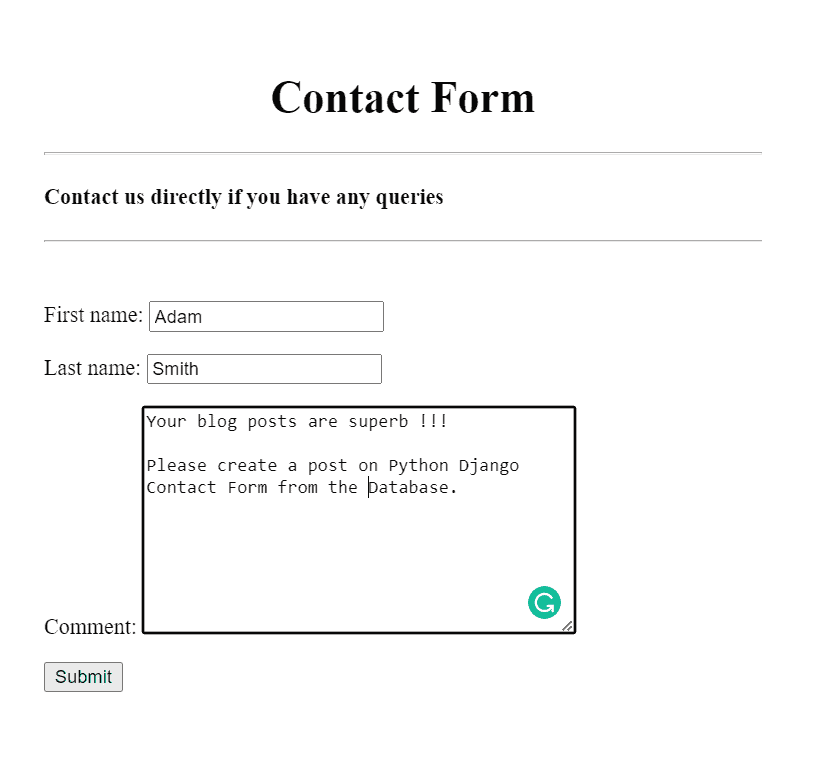 Contact Form
Contact us directly if you have any queries
First name: Adam
Last name: Smith
Your blog posts are superb !!!
Please create a post on Python Django
Contact Form from the Database.
Comment:
Submit